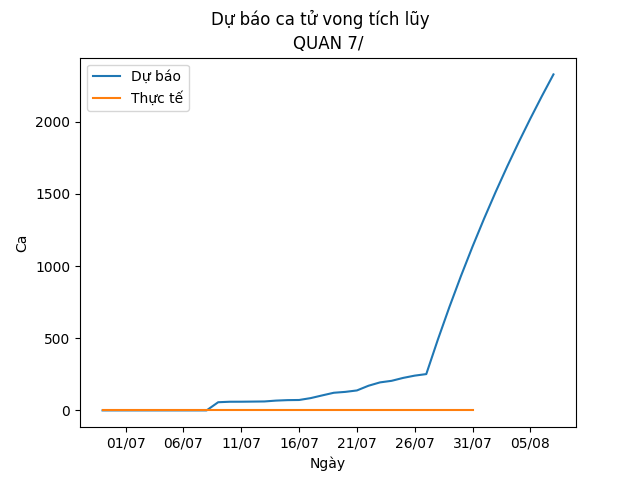 Dự báo ca tử vong tích lũy
QUAN 7/
Dự báo
Thực tế
2000
1500
1000
500
0
Ca
01/07 06/07 11/07 16/07 21/07 26/07 31/07 05/08
Ngày